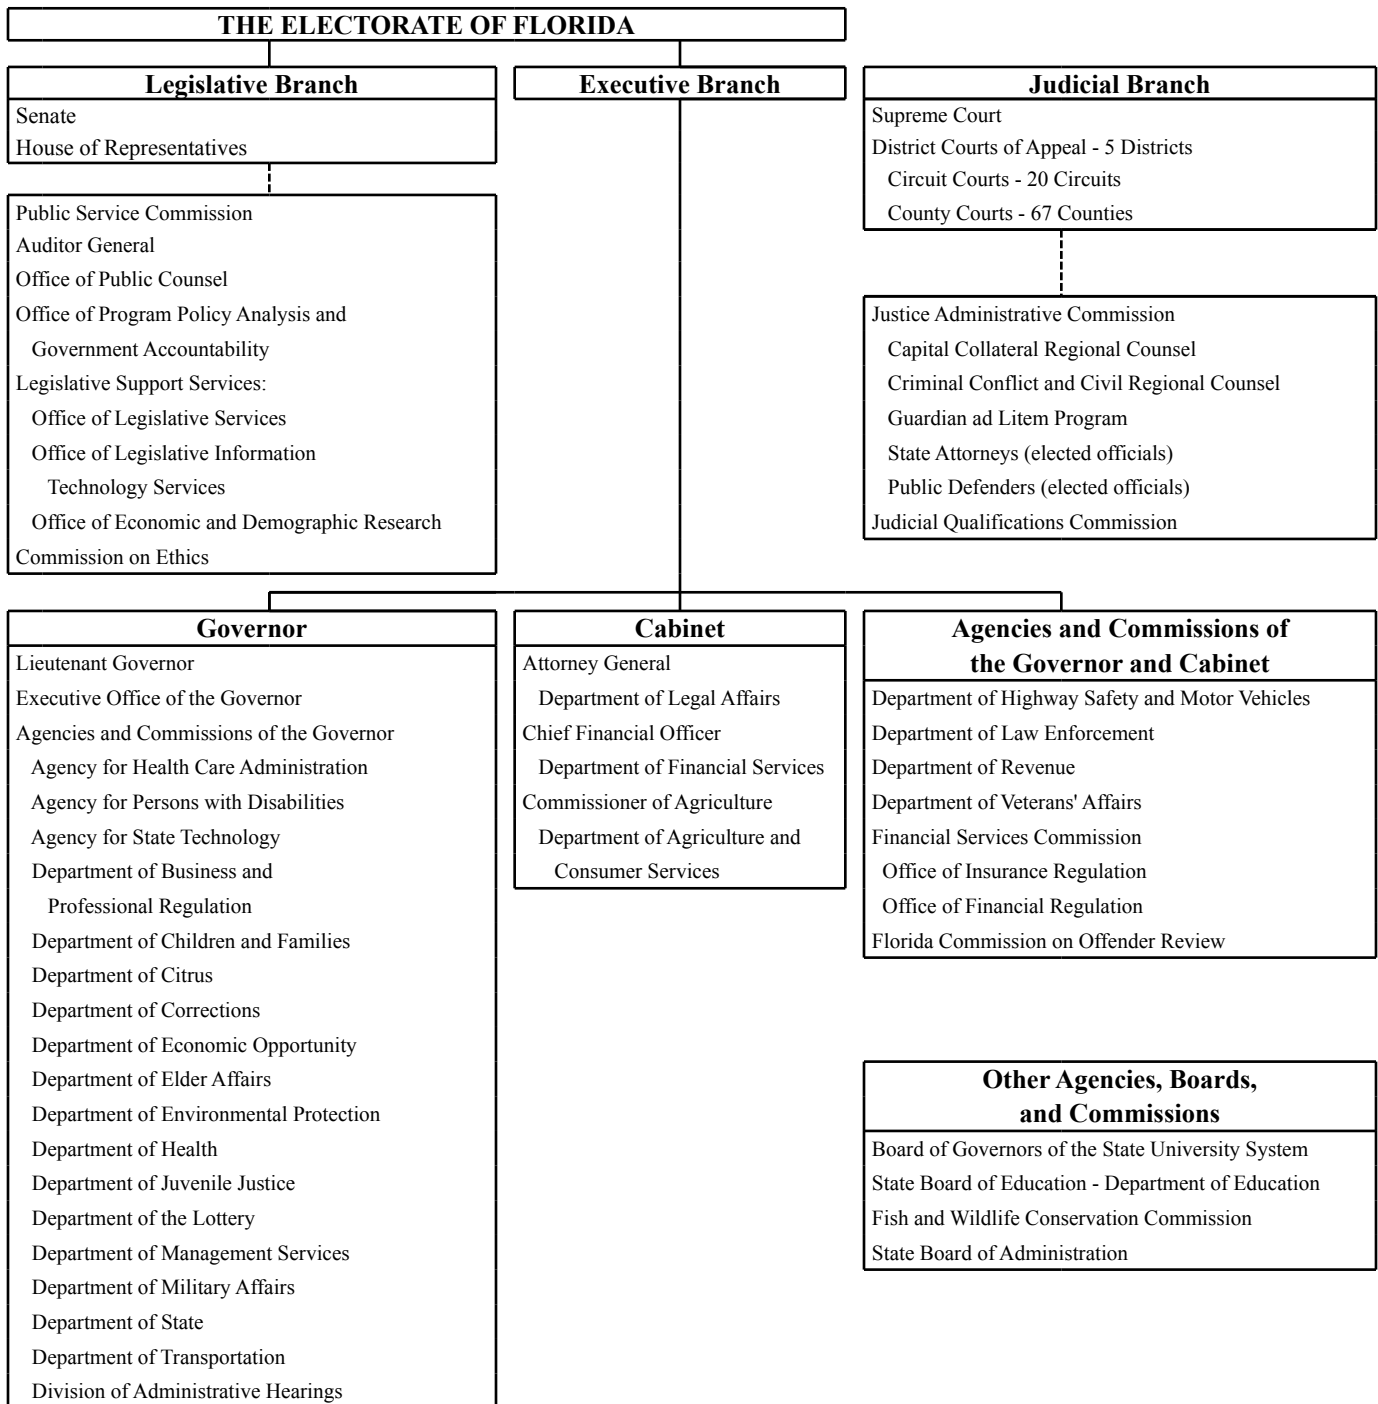 THE ELECTORATE OF FLORIDA
Legislative Branch
Senate
House of Representatives
Public Service Commission
Auditor General
Office of Public Counsel
Office of Program Policy Analysis and
Government Accountability
Legislative Support Services:
Office of Legislative Services
Office of Legislative Information
Technology Services
Office of Economic and Demographic Research
Commission on Ethics
Executive Branch
Judicial Branch
Supreme Court
District Courts of Appeal - 5 Districts
Circuit Courts - 20 Circuits
County Courts - 67 Counties
Justice Administrative Commission
Capital Collateral Regional Counsel
Criminal Conflict and Civil Regional Counsel
Guardian ad Litem Program
State Attorneys (elected officials)
Public Defenders (elected officials)
Judicial Qualifications Commission
Governor
Lieutenant Governor
Executive Office of the Governor
Agencies and Commissions of the Governor
Agency for Health Care Administration
Agency for Persons with Disabilities
Agency for State Technology
Department of Business and
Professional Regulation
Department of Children and Families
Department of Citrus
Department of Corrections
Department of Economic Opportunity
Department of Elder Affairs
Department of Environmental Protection
Department of Health
Department of Juvenile Justice
Department of the Lottery
Department of Management Services
Department of Military Affairs
Department of State
Department of Transportation
Division of Administrative Hearings
Cabinet
Attorney General
Department of Legal Affairs
Chief Financial Officer
Department of Financial Services
Commissioner of Agriculture
Department of Agriculture and
Consumer Services
Agencies and Commissions of
the Governor and Cabinet
Department of Highway Safety and Motor Vehicles
Department of Law Enforcement
Department of Revenue
Department of Veterans' Affairs
Financial Services Commission
Office of Insurance Regulation
Office of Financial Regulation
Florida Commission on Offender Review
Other Agencies, Boards,
and Commissions
Board of Governors of the State University System
State Board of Education - Department of Education
Fish and Wildlife Conservation Commission
State Board of Administration